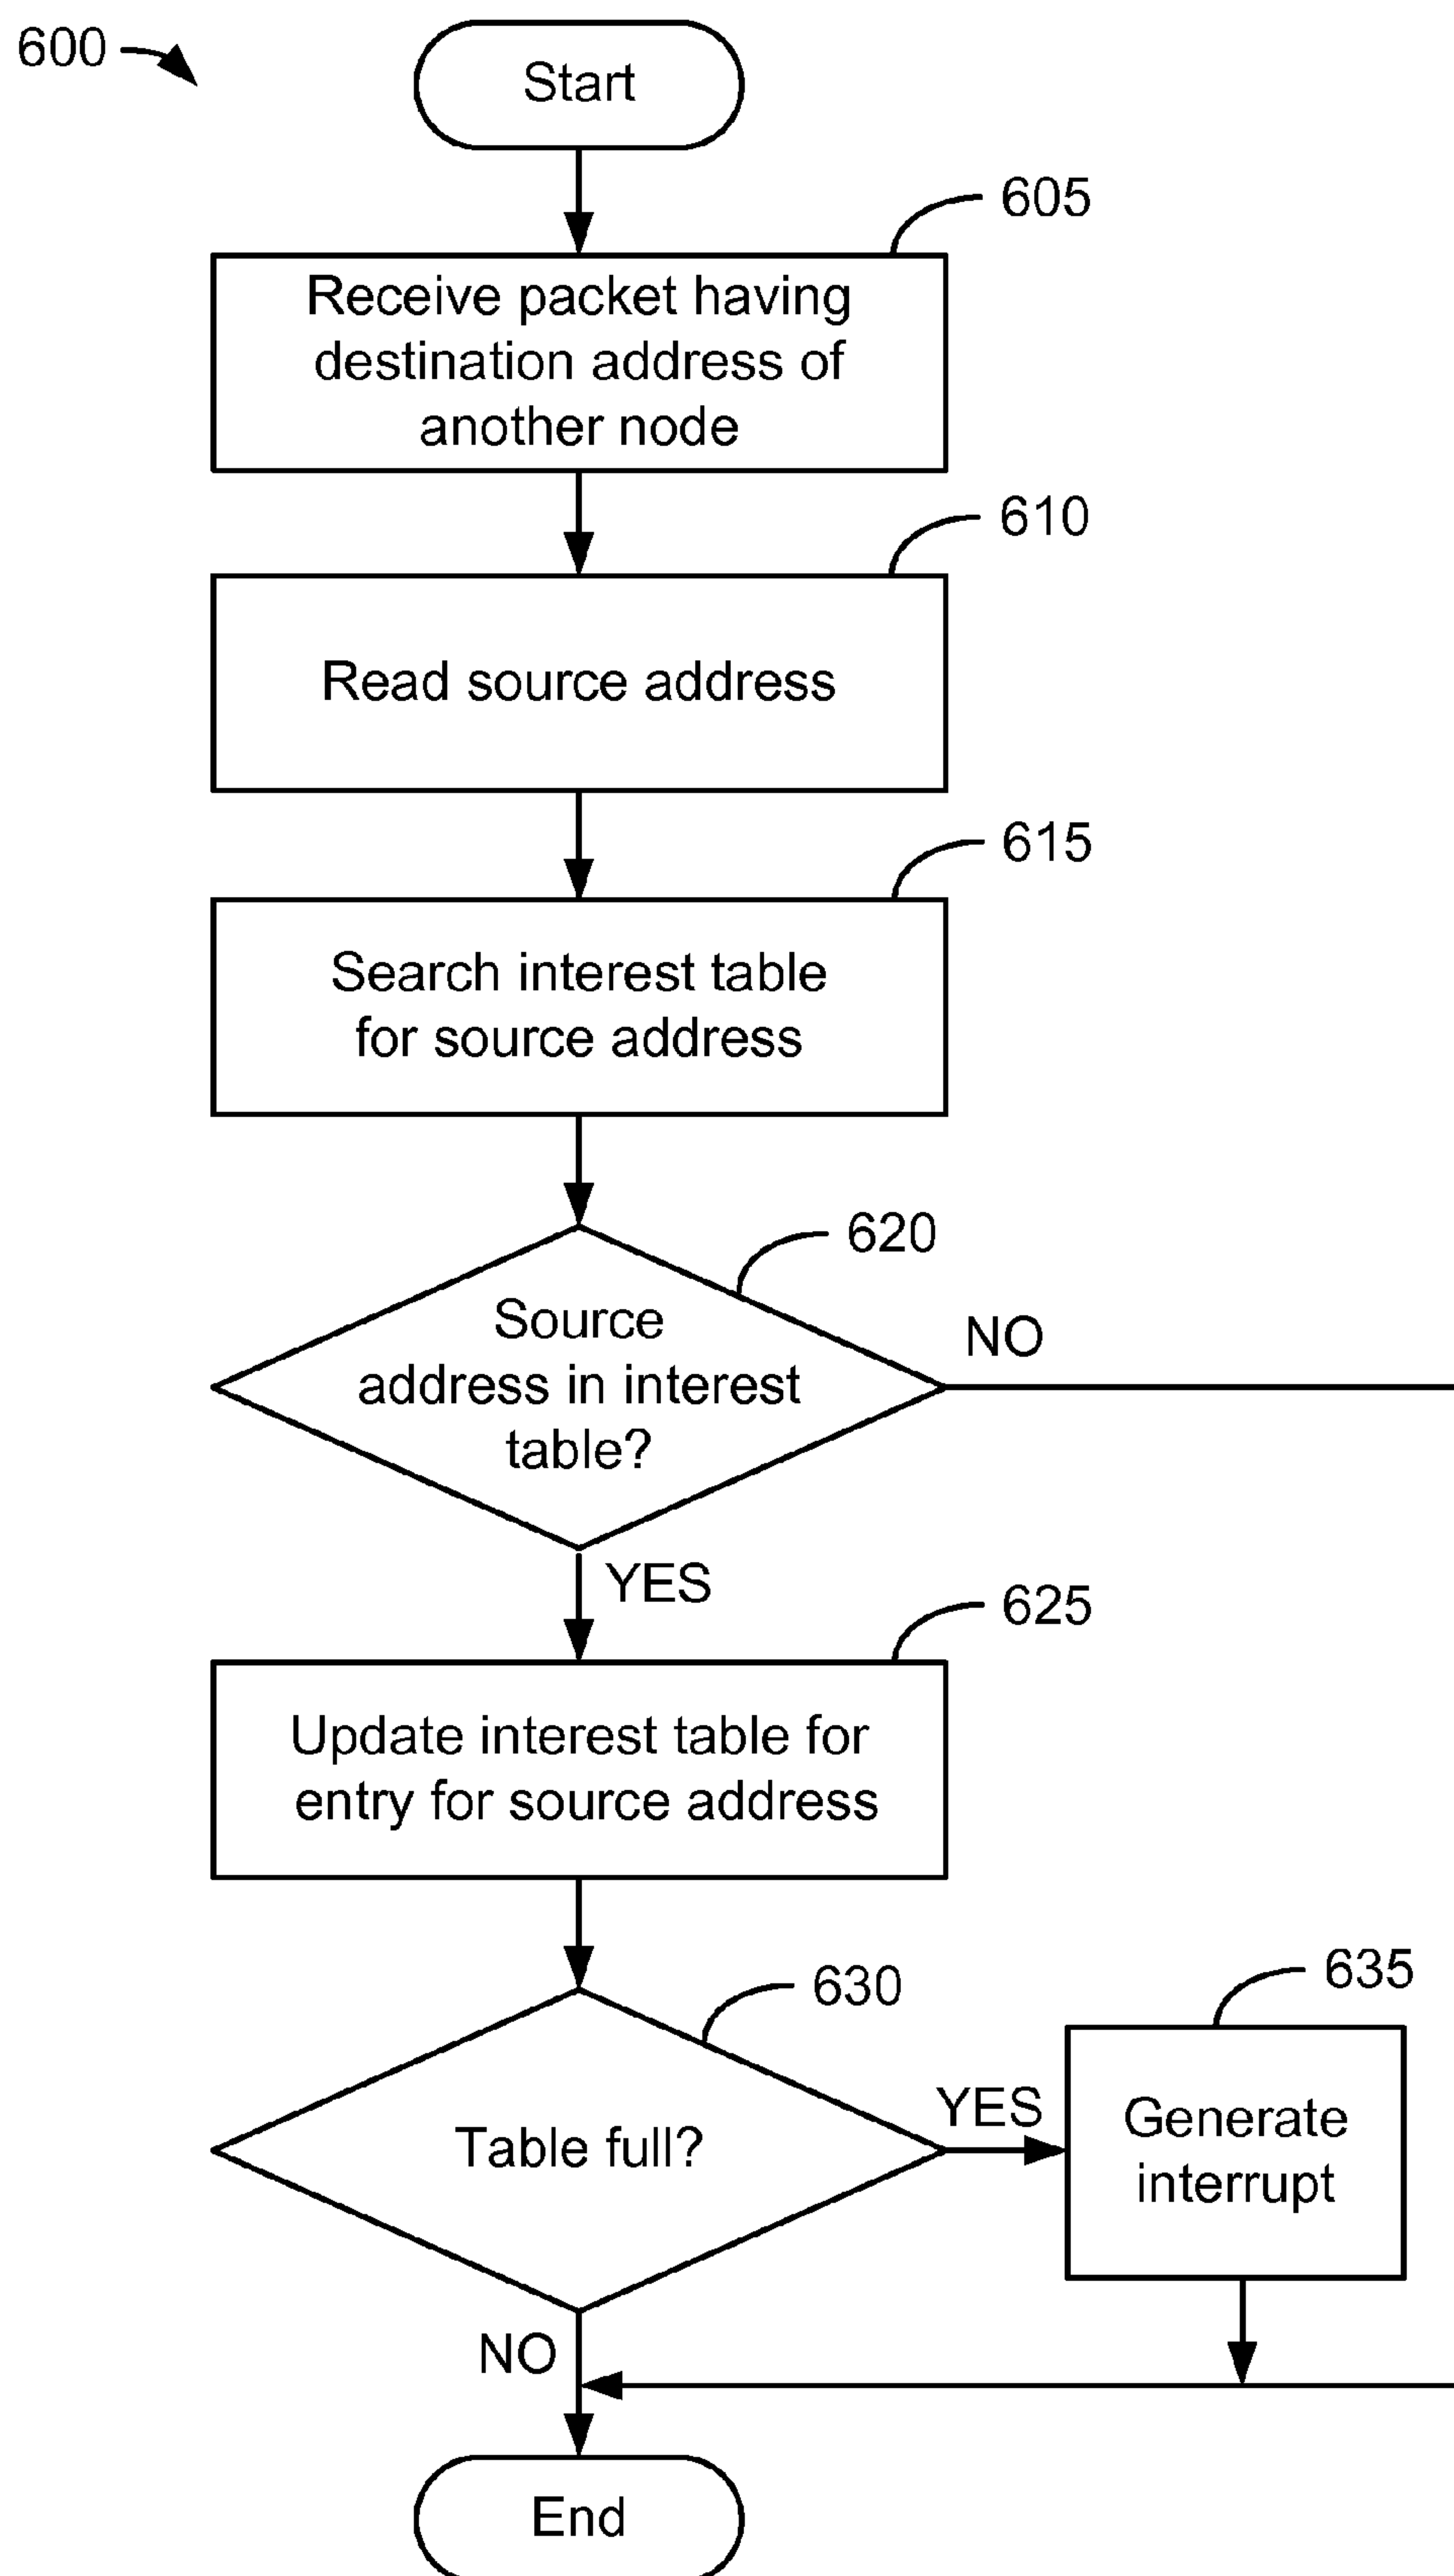 600
Start
605
Receive packet having
destination address of
another node
610
Read source address
615
Search interest table
for source address
620
Source
address in interest
table?
NO
YES
625
Update interest table for
entry for source address
630
Table full?
YES
635
Generate
interrupt
NO
End